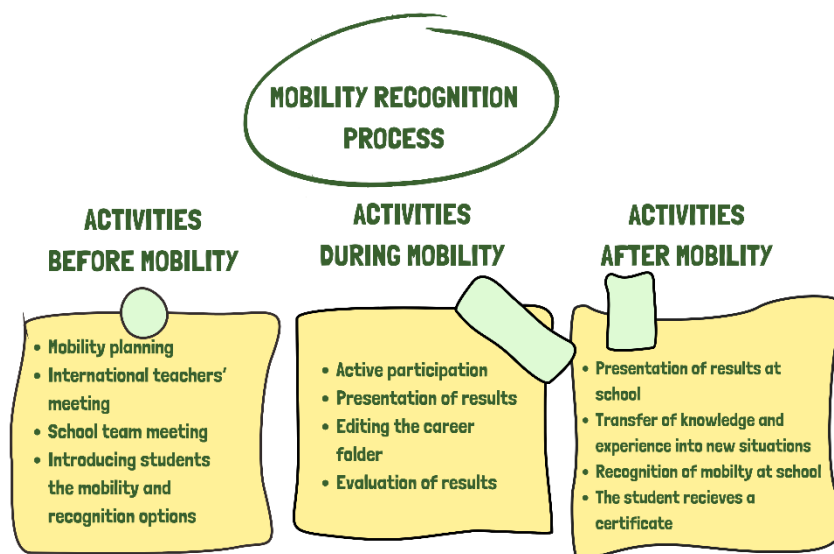 MOBILITY RECOGNITION
PROCESS
ACTIVITIES
BEFORE MOBILITY
• Mobility planning
• International teachers'
meeting
• School team meeting
• Introducing students
the mobility and
recognition options
ACTIVITIES
DURING MOBILITY
• Active participation
• Presentation of results
• Editing the career
folder
• Evaluation of results
ACTIVITIES
AFTER MOBILITY
• Presentation of results at
school
• Transfer of knowledge and
experience into new situations
• Recognition of mobilty at school
• The student recieves a
certificate